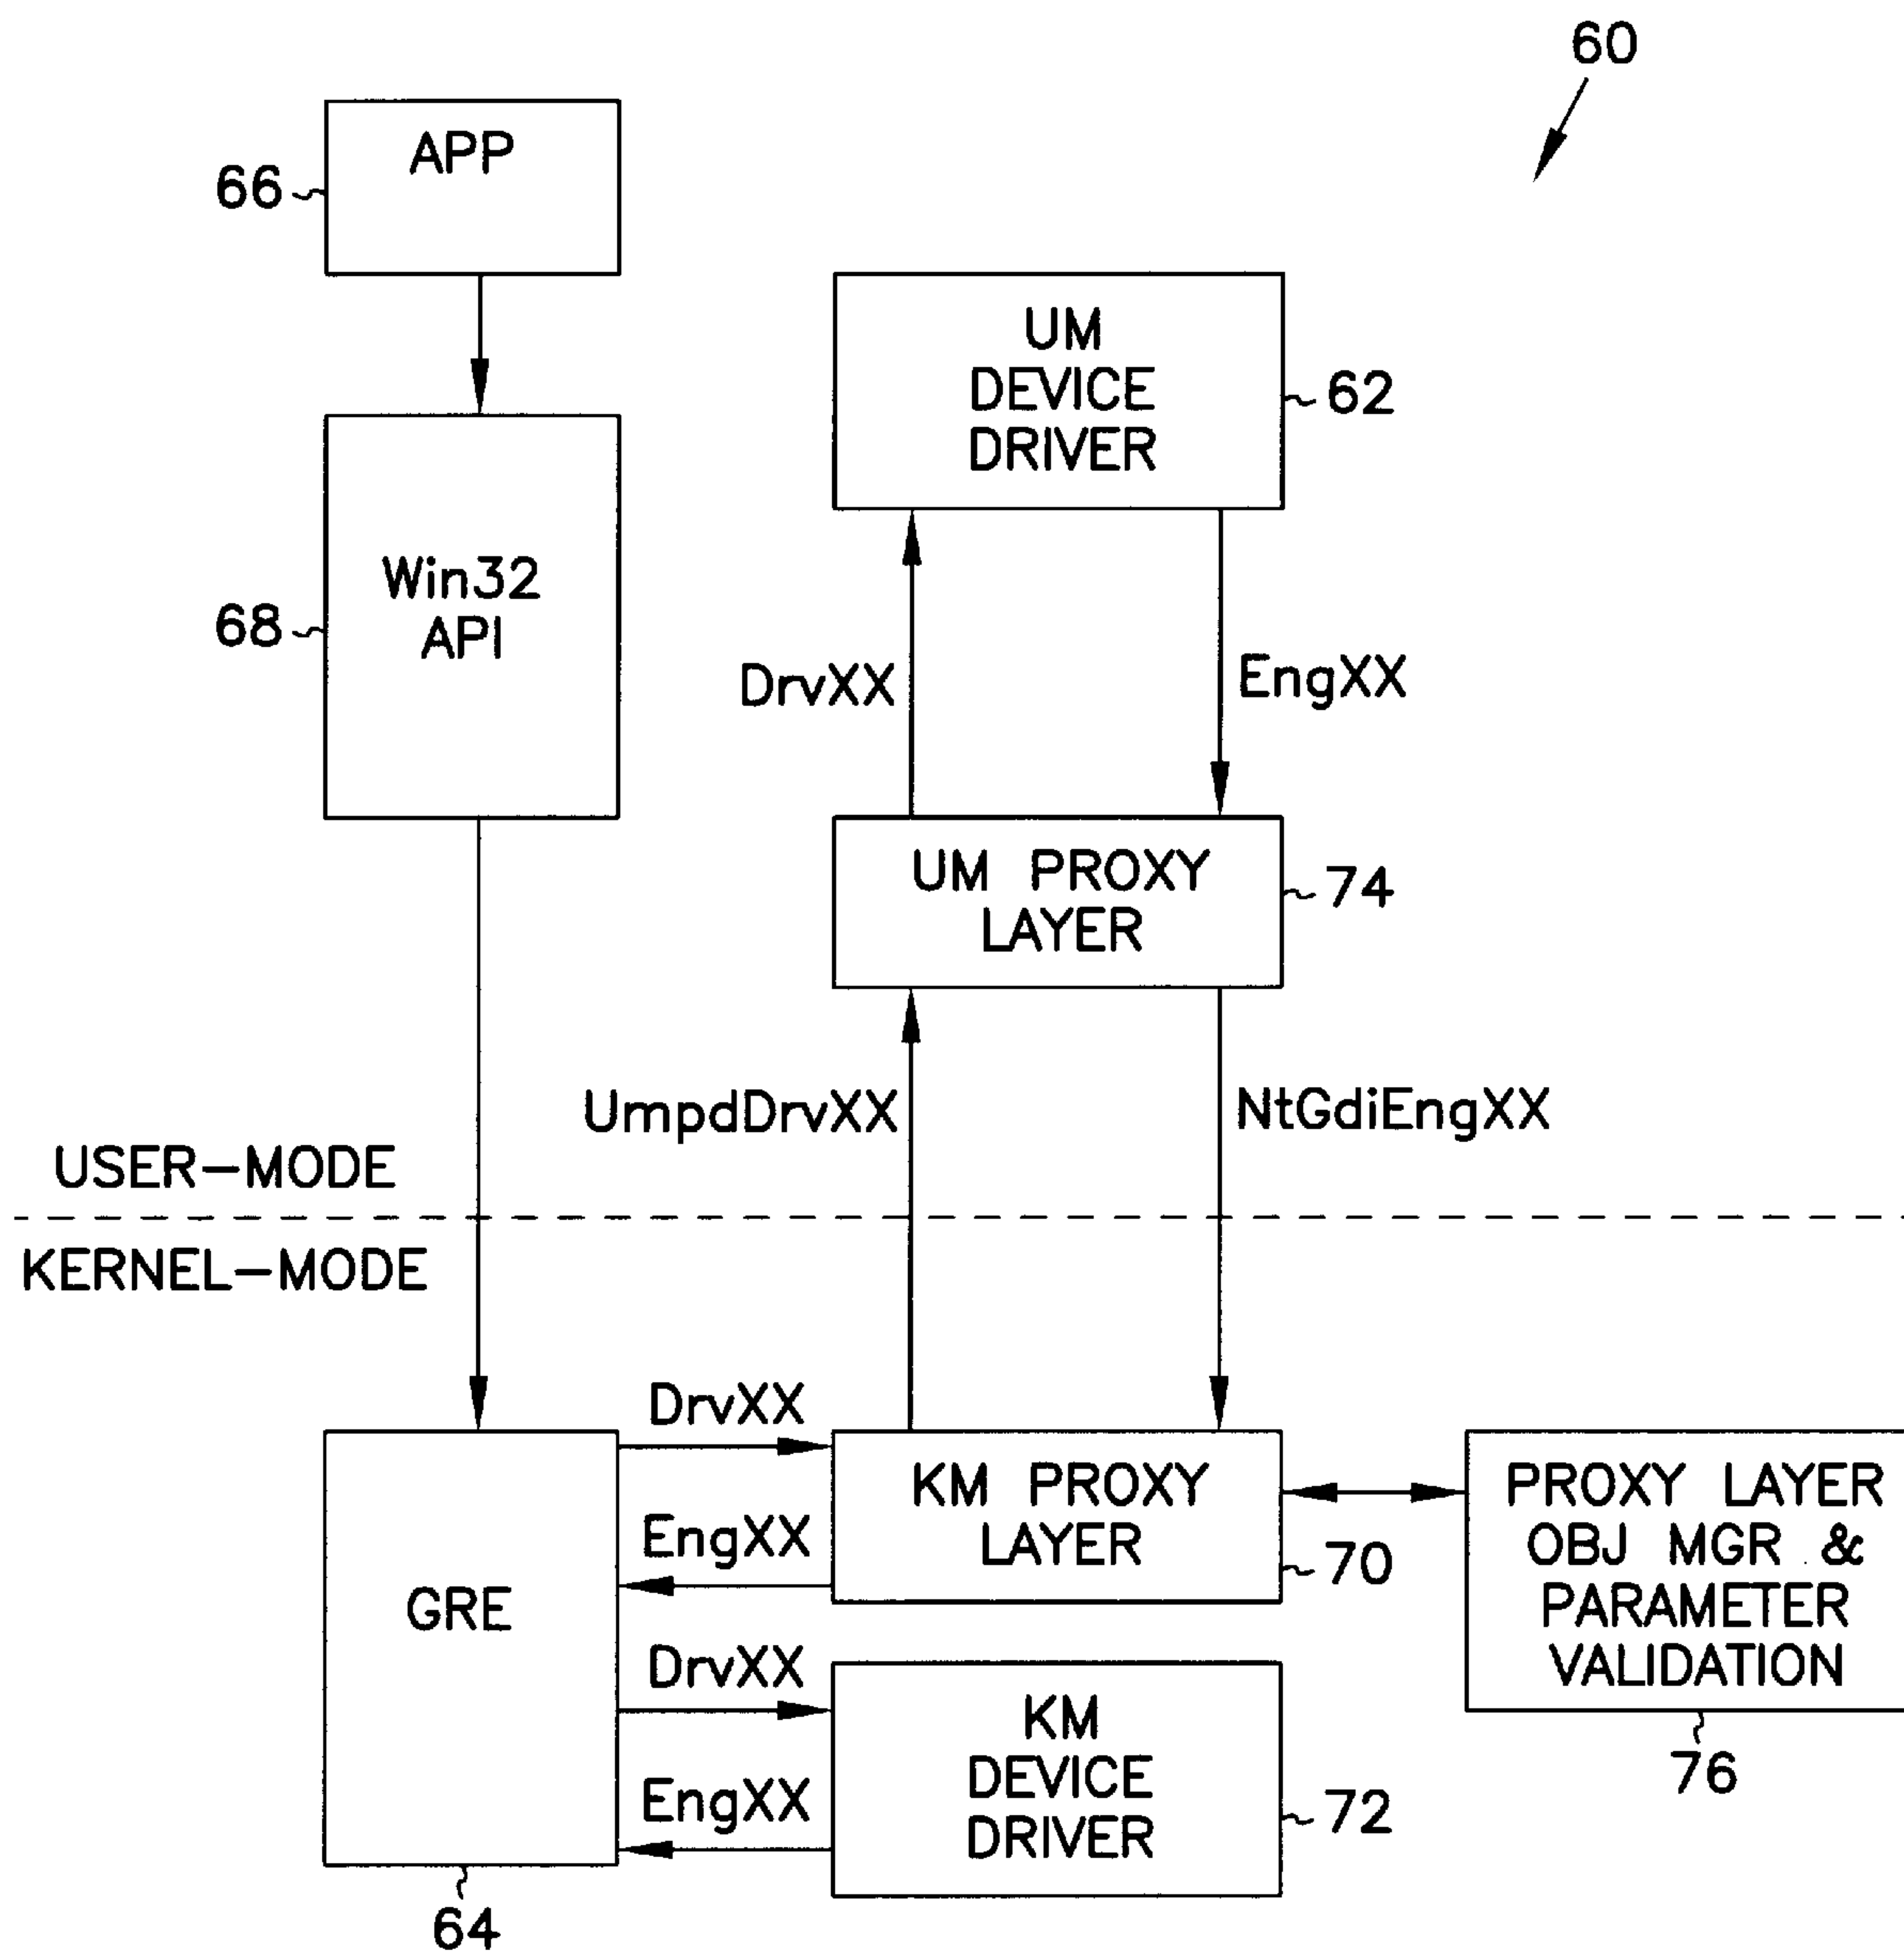 60
APP
66
UM
DEVICE
DRIVER
62
Win32
API
68
DrvXX
EngXX
UM PROXY
LAYER
74
UmpdDrvXX
NtGdiEngXX
USER-MODE
KERNEL-MODE
GRE
64
DrvXX
EngXX
KM PROXY
LAYER
70
PROXY LAYER
OBJ MGR &
PARAMETER
VALIDATION
76
DrvXX
EngXX
KM
DEVICE
DRIVER
72